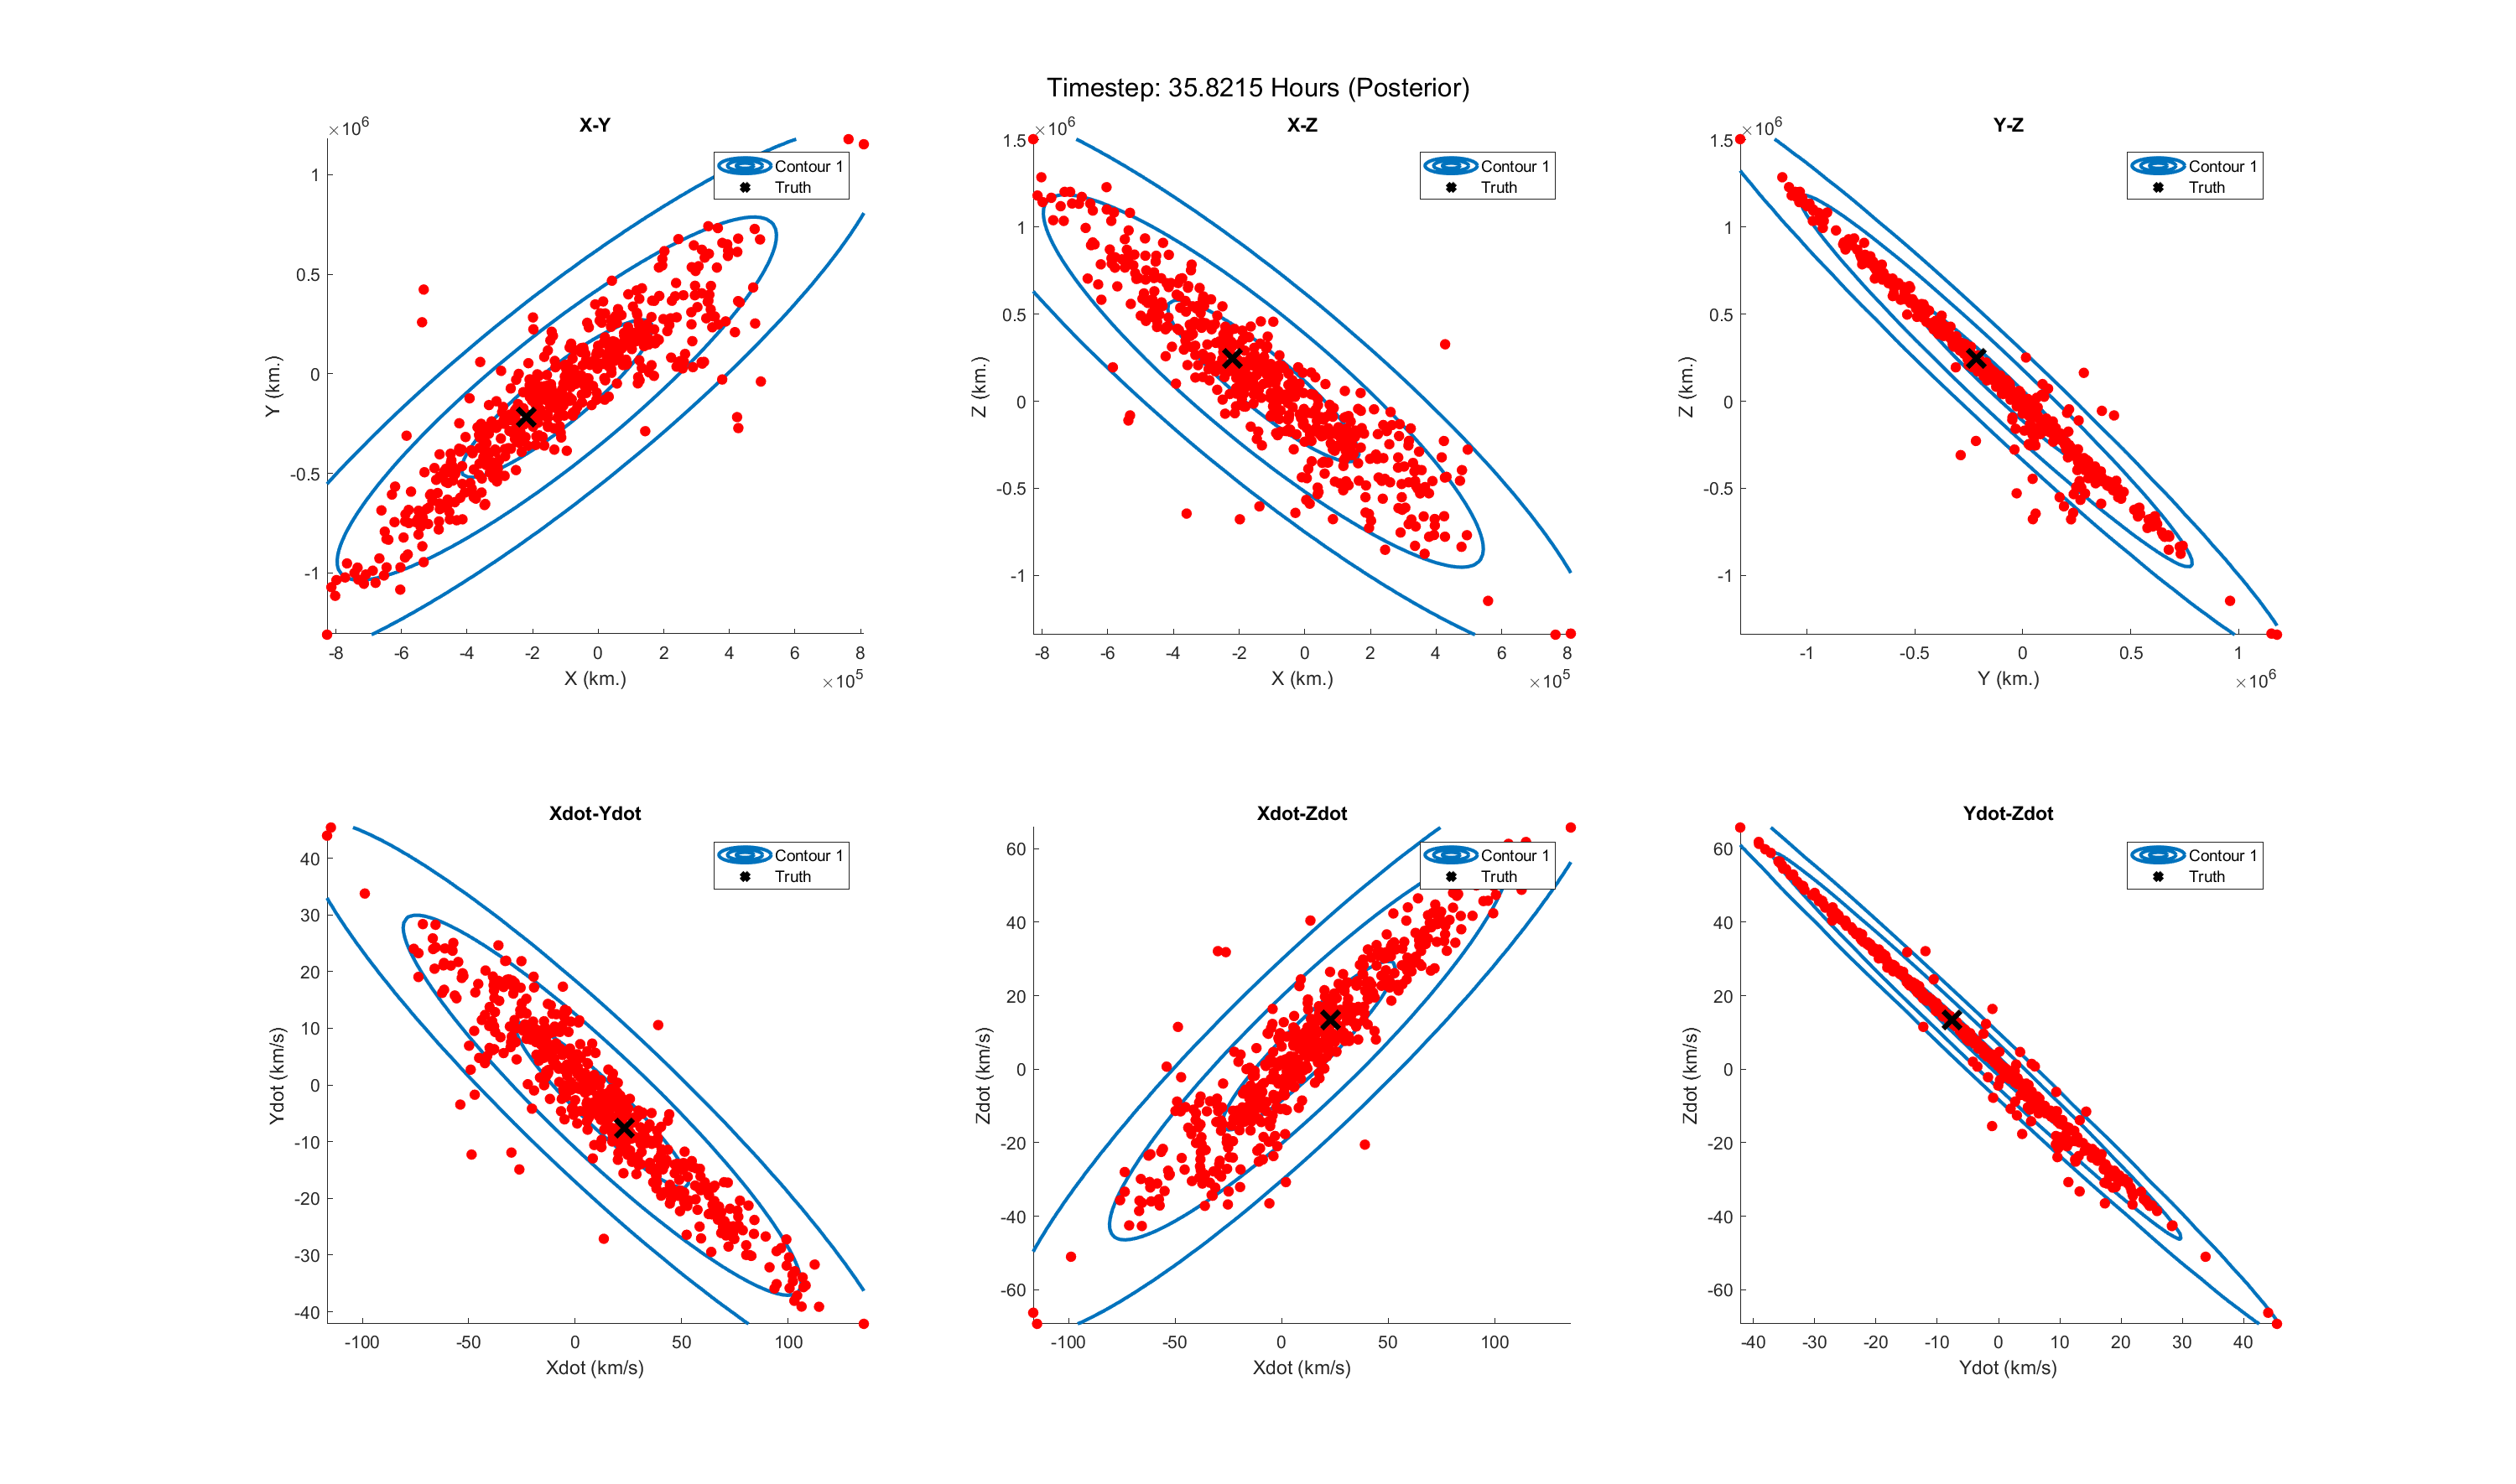 Timestep: 35.8215 Hours (Posterior)
X-Y
×10^6
1
0.5
0
-0.5
-1
Y (km.)
-8 -6 -4 -2 0 2 4 6 8
X (km.)
×10^5
Contour 1
Truth
X-Z
×10^6
1.5
1
0.5
0
-0.5
-1
Z (km.)
-8 -6 -4 -2 0 2 4 6 8
X (km.)
×10^5
Contour 1
Truth
Y-Z
×10^6
1.5
1
0.5
0
-0.5
-1
Z (km.)
-1 -0.5 0 0.5 1
Y (km.)
×10^6
Contour 1
Truth
Xdot-Ydot
40
30
20
10
0
-10
-20
-30
-40
Ydot (km/s)
-100 -50 0 50 100
Xdot (km/s)
Contour 1
Truth
Xdot-Zdot
60
40
20
0
-20
-40
-60
Zdot (km/s)
-100 -50 0 50 100
Xdot (km/s)
Contour 1
Truth
Ydot-Zdot
60
40
20
0
-20
-40
-60
Zdot (km/s)
-40 -30 -20 -10 0 10 20 30 40
Ydot (km/s)
Contour 1
Truth